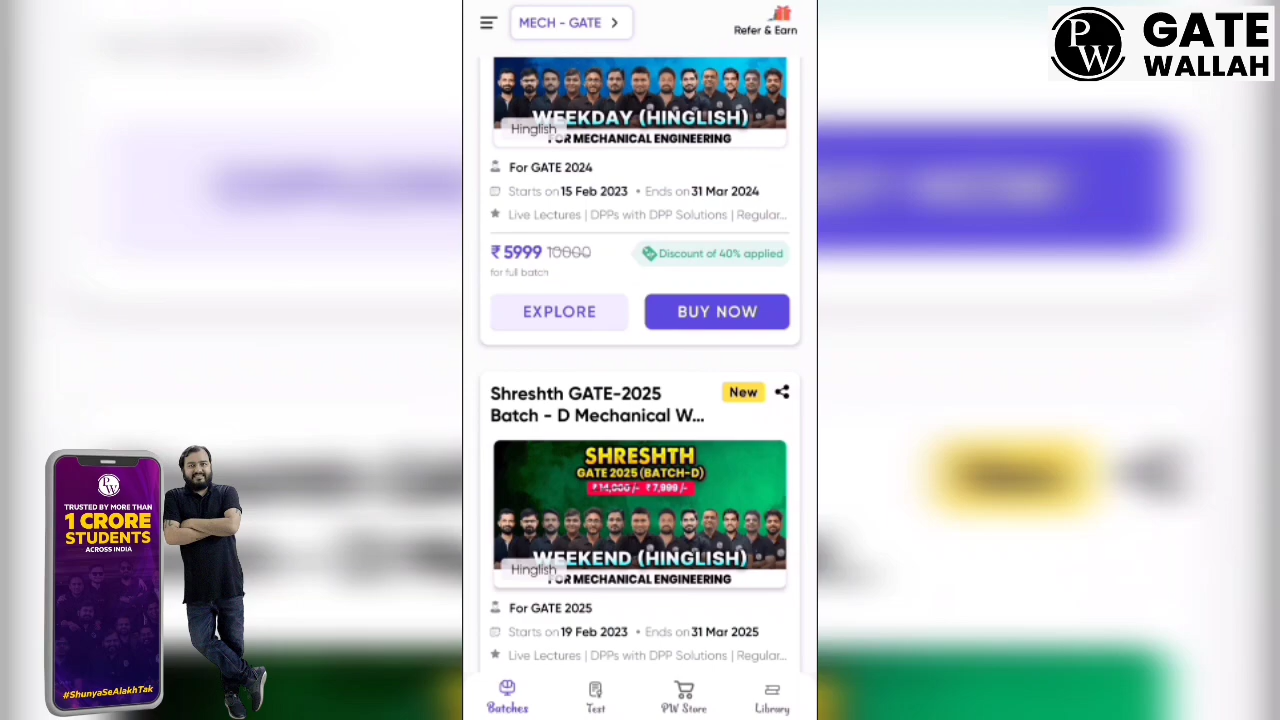 MECH - GATE
Refer & Earn
PW
GATE
WALLAH
WEEKDAY (HINGLISH)
Hinglish
FOR MECHANICAL ENGINEERING
For GATE 2024
Starts on 15 Feb 2023 • Ends on 31 Mar 2024
Live Lectures | DPPs with DPP Solutions | Regular...
₹ 5999 10000
Discount of 40% applied
for full batch
EXPLORE
BUY NOW
Shreshth GATE-2025
Batch - D Mechanical W...
New
SHRESHTH
GATE 2025 (BATCH-D)
₹14,000/- ₹7,999/-
WEEKEND (HINGLISH)
Hinglish
FOR MECHANICAL ENGINEERING
For GATE 2025
Starts on 19 Feb 2023 • Ends on 31 Mar 2025
Live Lectures | DPPs with DPP Solutions | Regular...
Batches
Test
PW Store
Library
PW
TRUSTED BY MORE THAN
1 CRORE
STUDENTS
ACROSS INDIA
#ShunyaSeAlakhTak